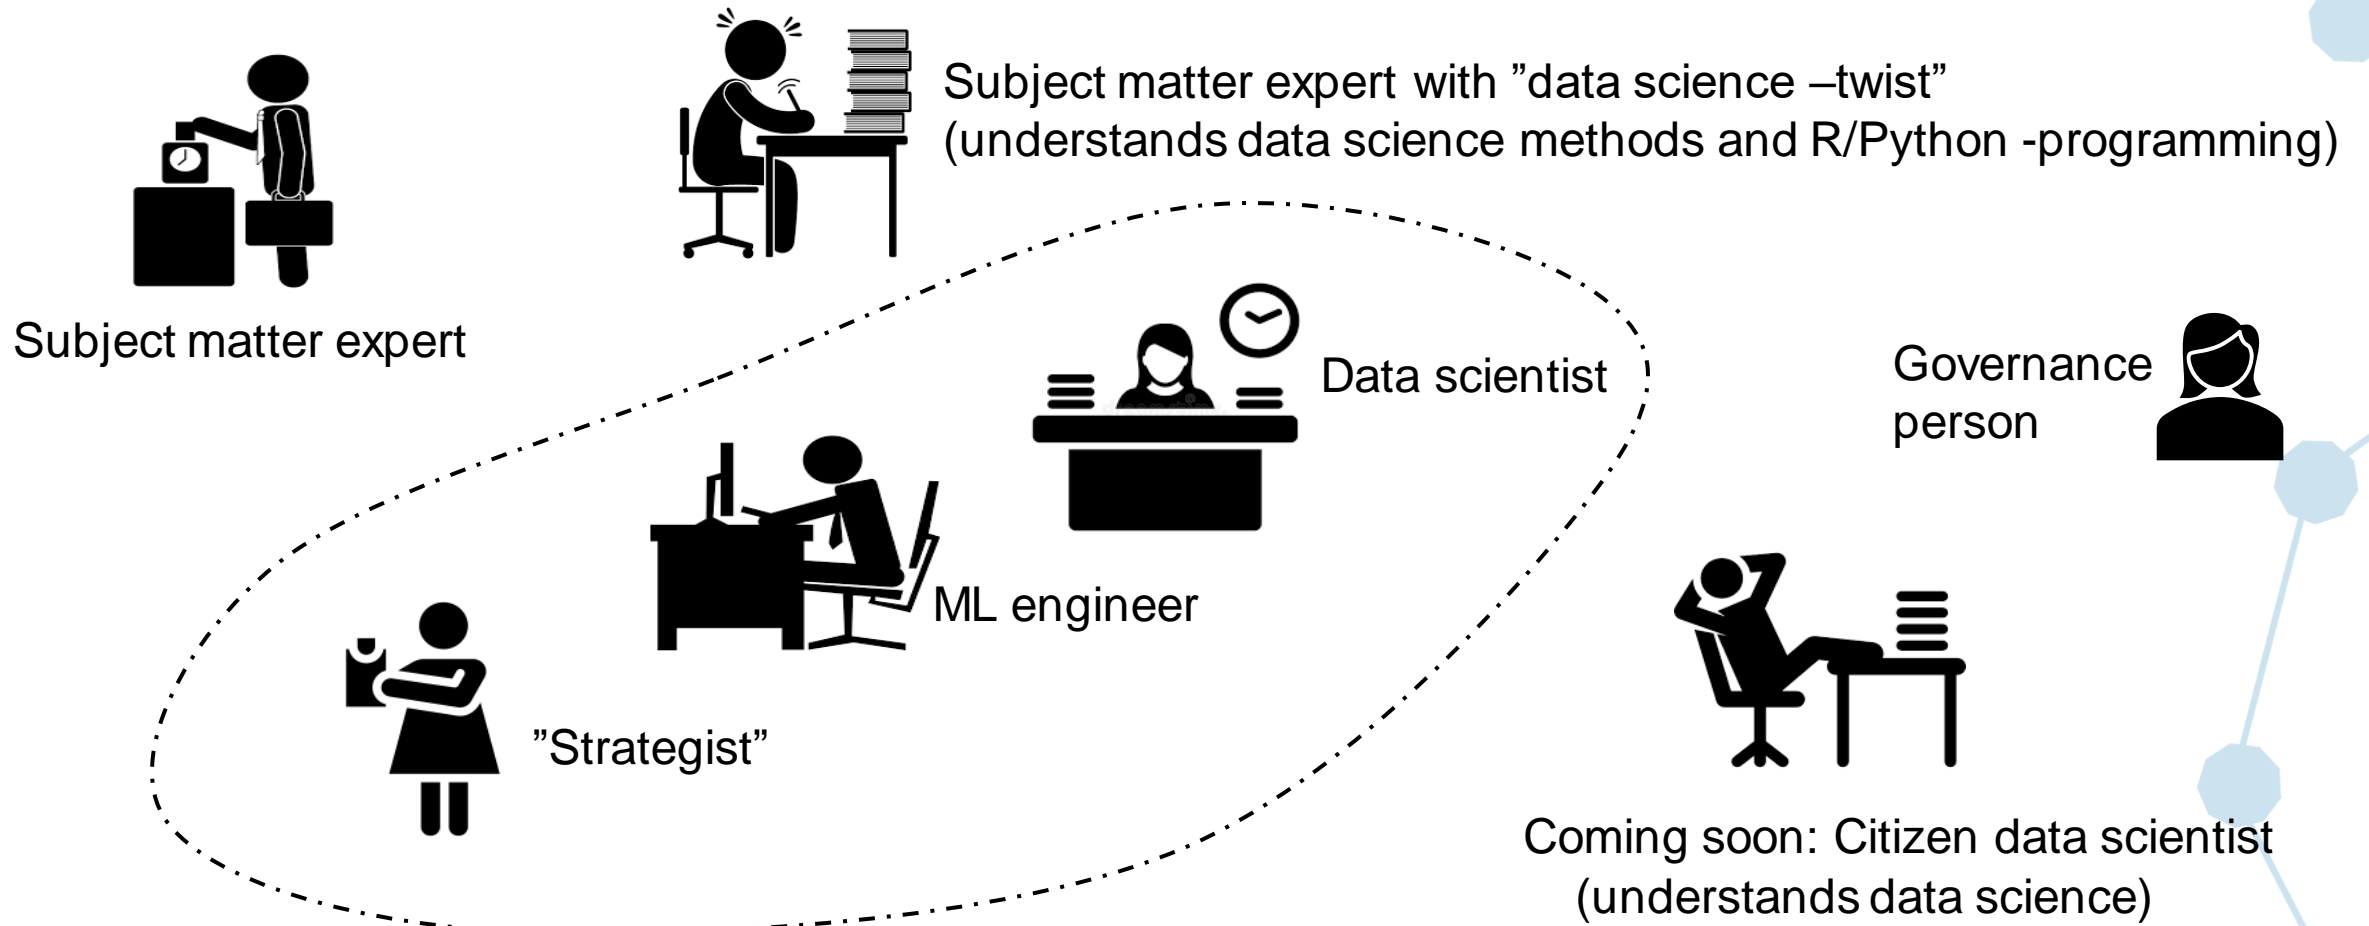 Subject matter expert with ”data science –twist”
(understands data science methods and R/Python -programming)
Subject matter expert
Data scientist
Governance
person
ML engineer
”Strategist”
Coming soon: Citizen data scientist
(understands data science)